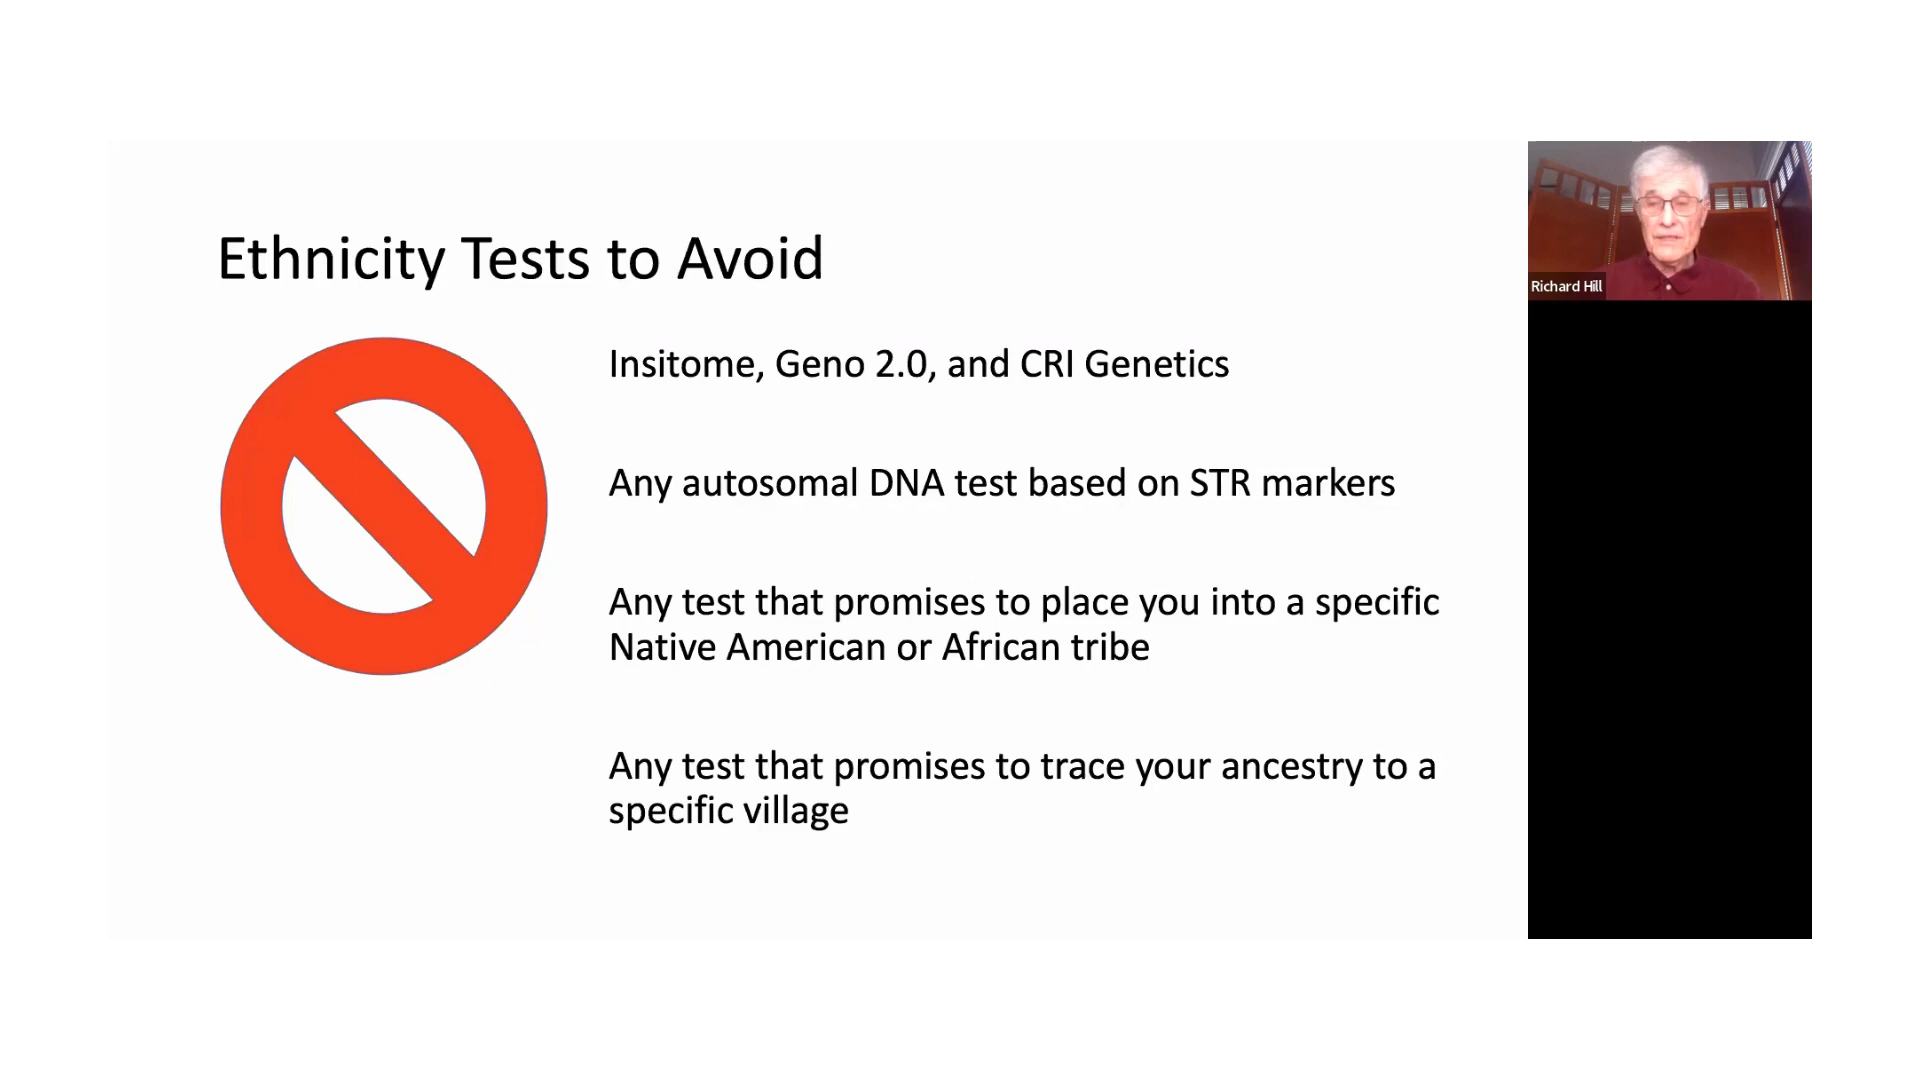 Ethnicity Tests to Avoid
Insitome, Geno 2.0, and CRI Genetics
Any autosomal DNA test based on STR markers
Any test that promises to place you into a specific
Native American or African tribe
Any test that promises to trace your ancestry to a
specific village
Richard Hill